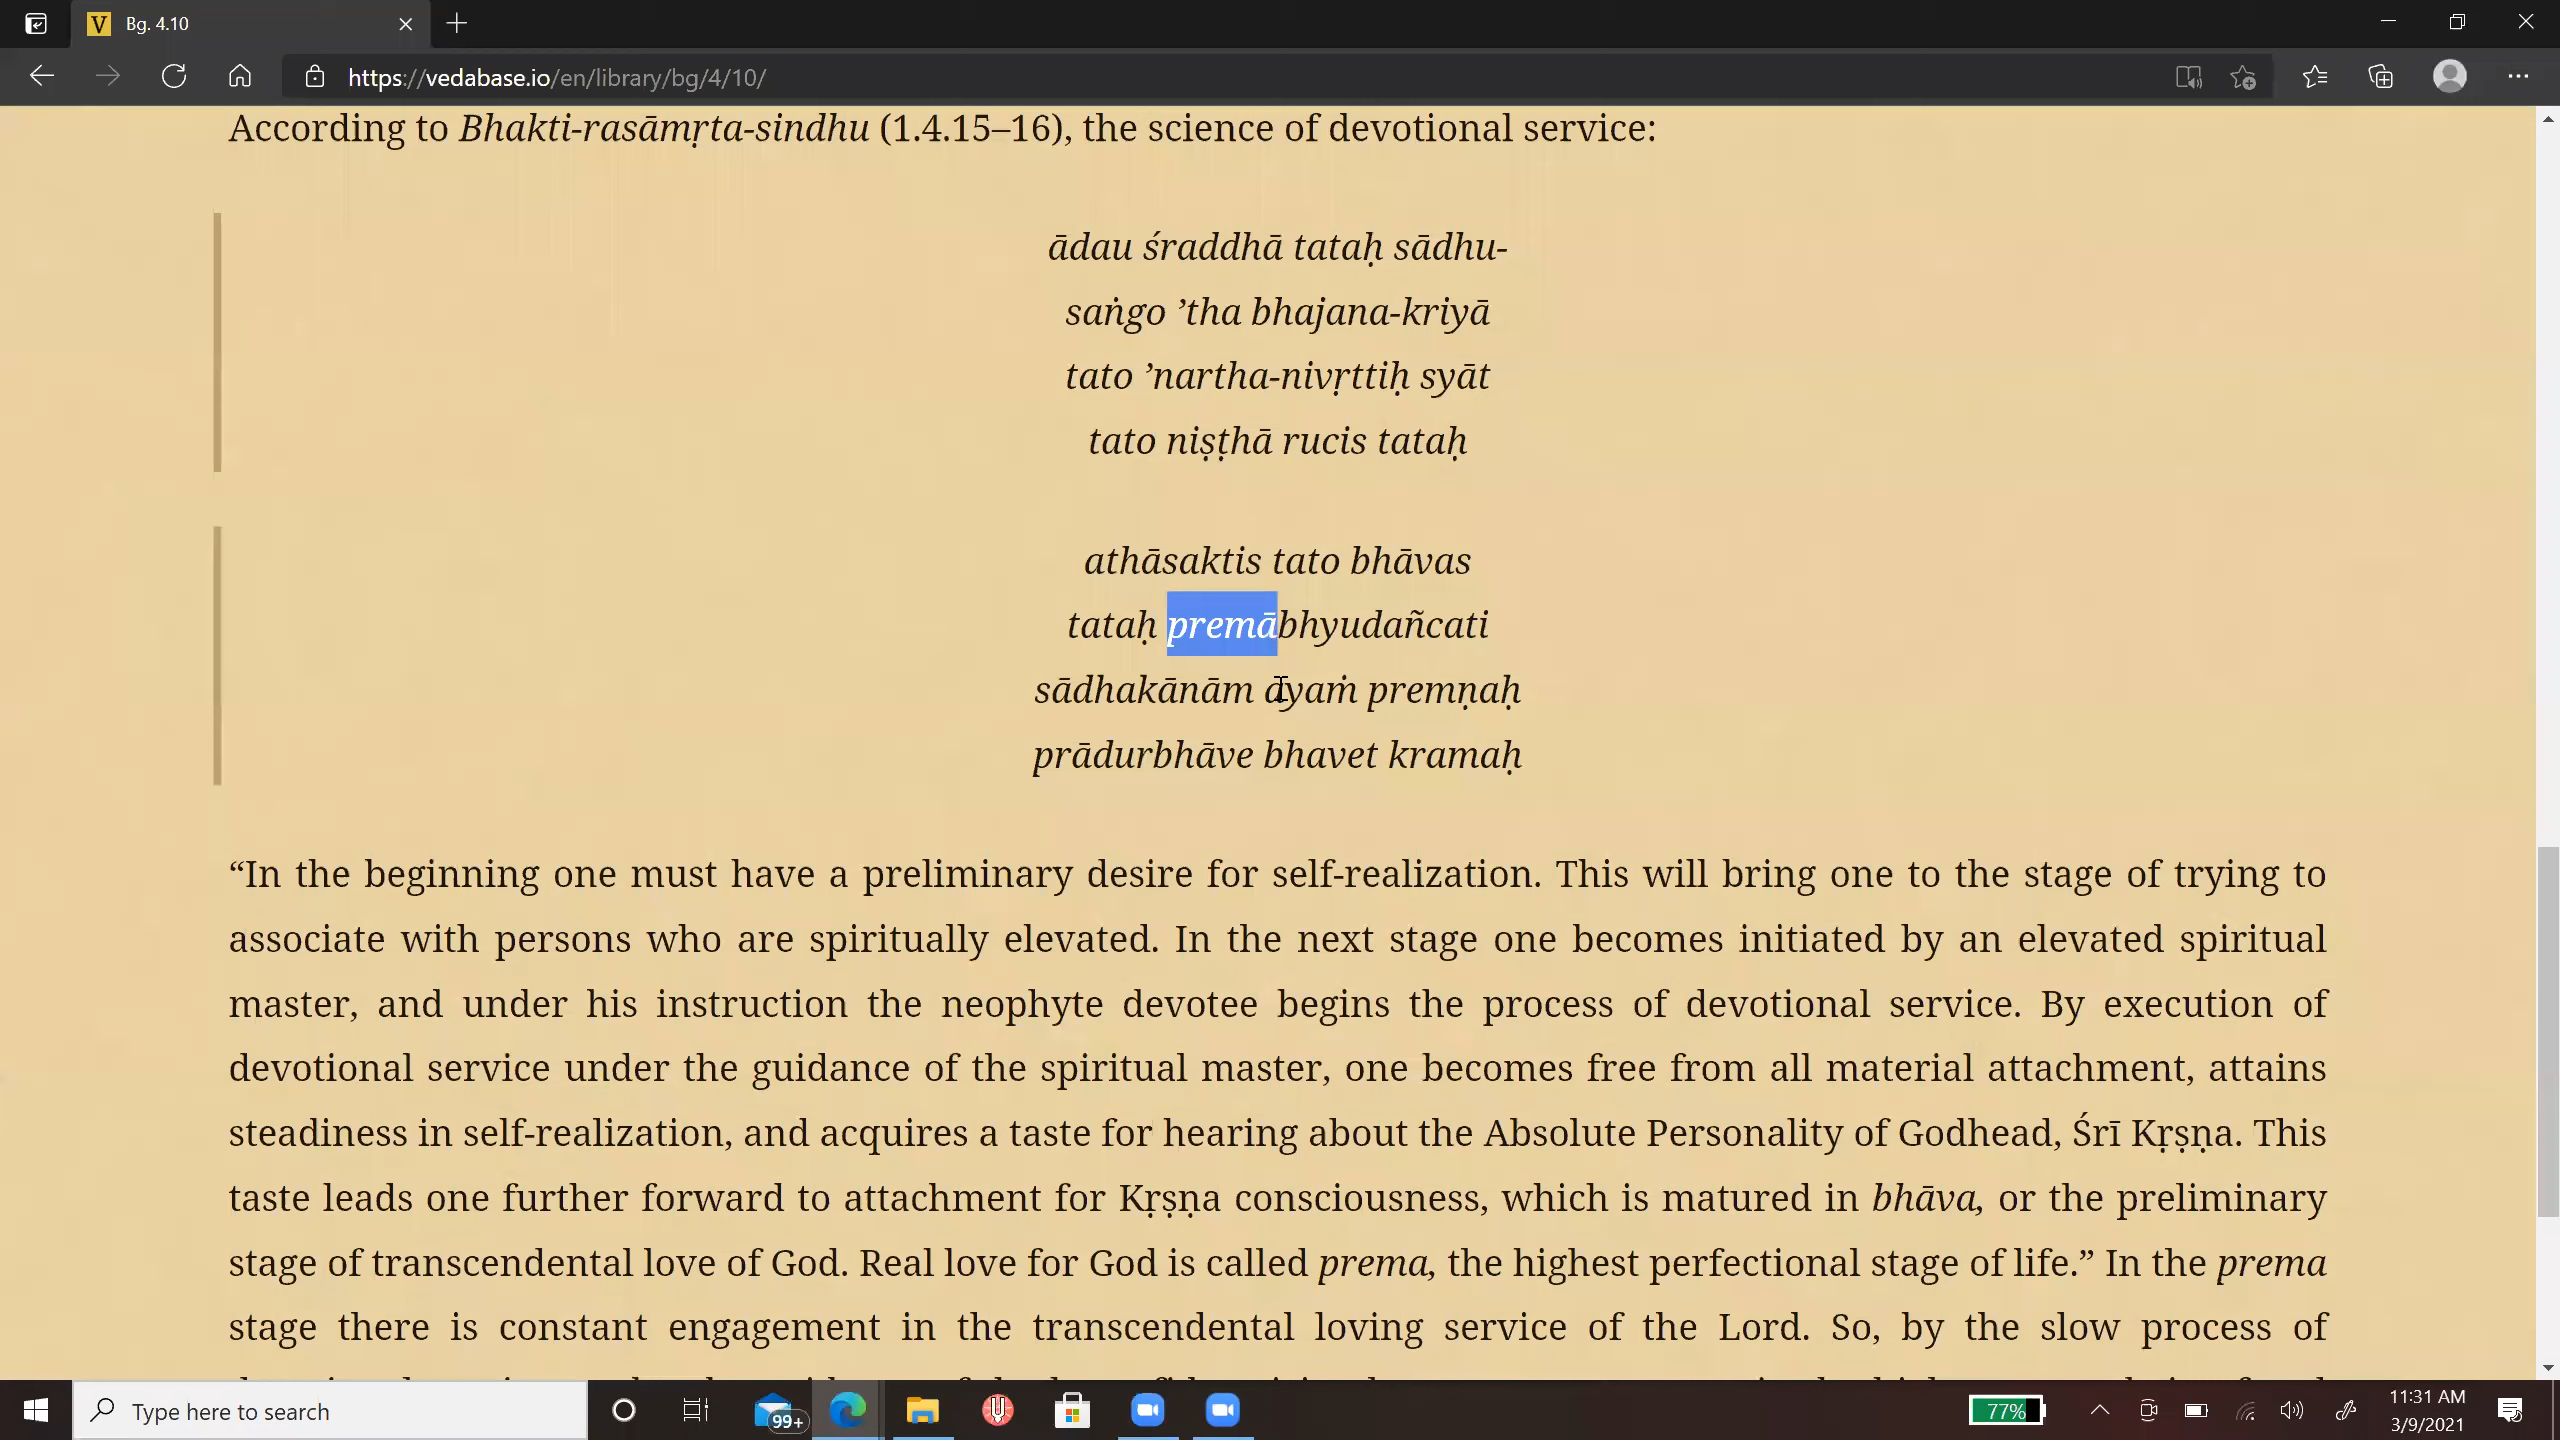 Bg. 4.10
https://vedabase.io/en/library/bg/4/10/
According to Bhakti-rasāmṛta-sindhu (1.4.15–16), the science of devotional service:
ādau śraddhā tataḥ sādhu-
saṅgo ’tha bhajana-kriyā
tato ’nartha-nivṛttiḥ syāt
tato niṣṭhā rucis tataḥ
athāsaktis tato bhāvas
tataḥ premābhyudañcati
sādhakānām ayaṁ premṇaḥ
prādurbhāve bhavet kramaḥ
“In the beginning one must have a preliminary desire for self-realization. This will bring one to the stage of trying to
associate with persons who are spiritually elevated. In the next stage one becomes initiated by an elevated spiritual
master, and under his instruction the neophyte devotee begins the process of devotional service. By execution of
devotional service under the guidance of the spiritual master, one becomes free from all material attachment, attains
steadiness in self-realization, and acquires a taste for hearing about the Absolute Personality of Godhead, Śrī Kṛṣṇa. This
taste leads one further forward to attachment for Kṛṣṇa consciousness, which is matured in bhāva, or the preliminary
stage of transcendental love of God. Real love for God is called prema, the highest perfectional stage of life.” In the prema
stage there is constant engagement in the transcendental loving service of the Lord. So, by the slow process of
Type here to search
99+
77%
11:31 AM
3/9/2021